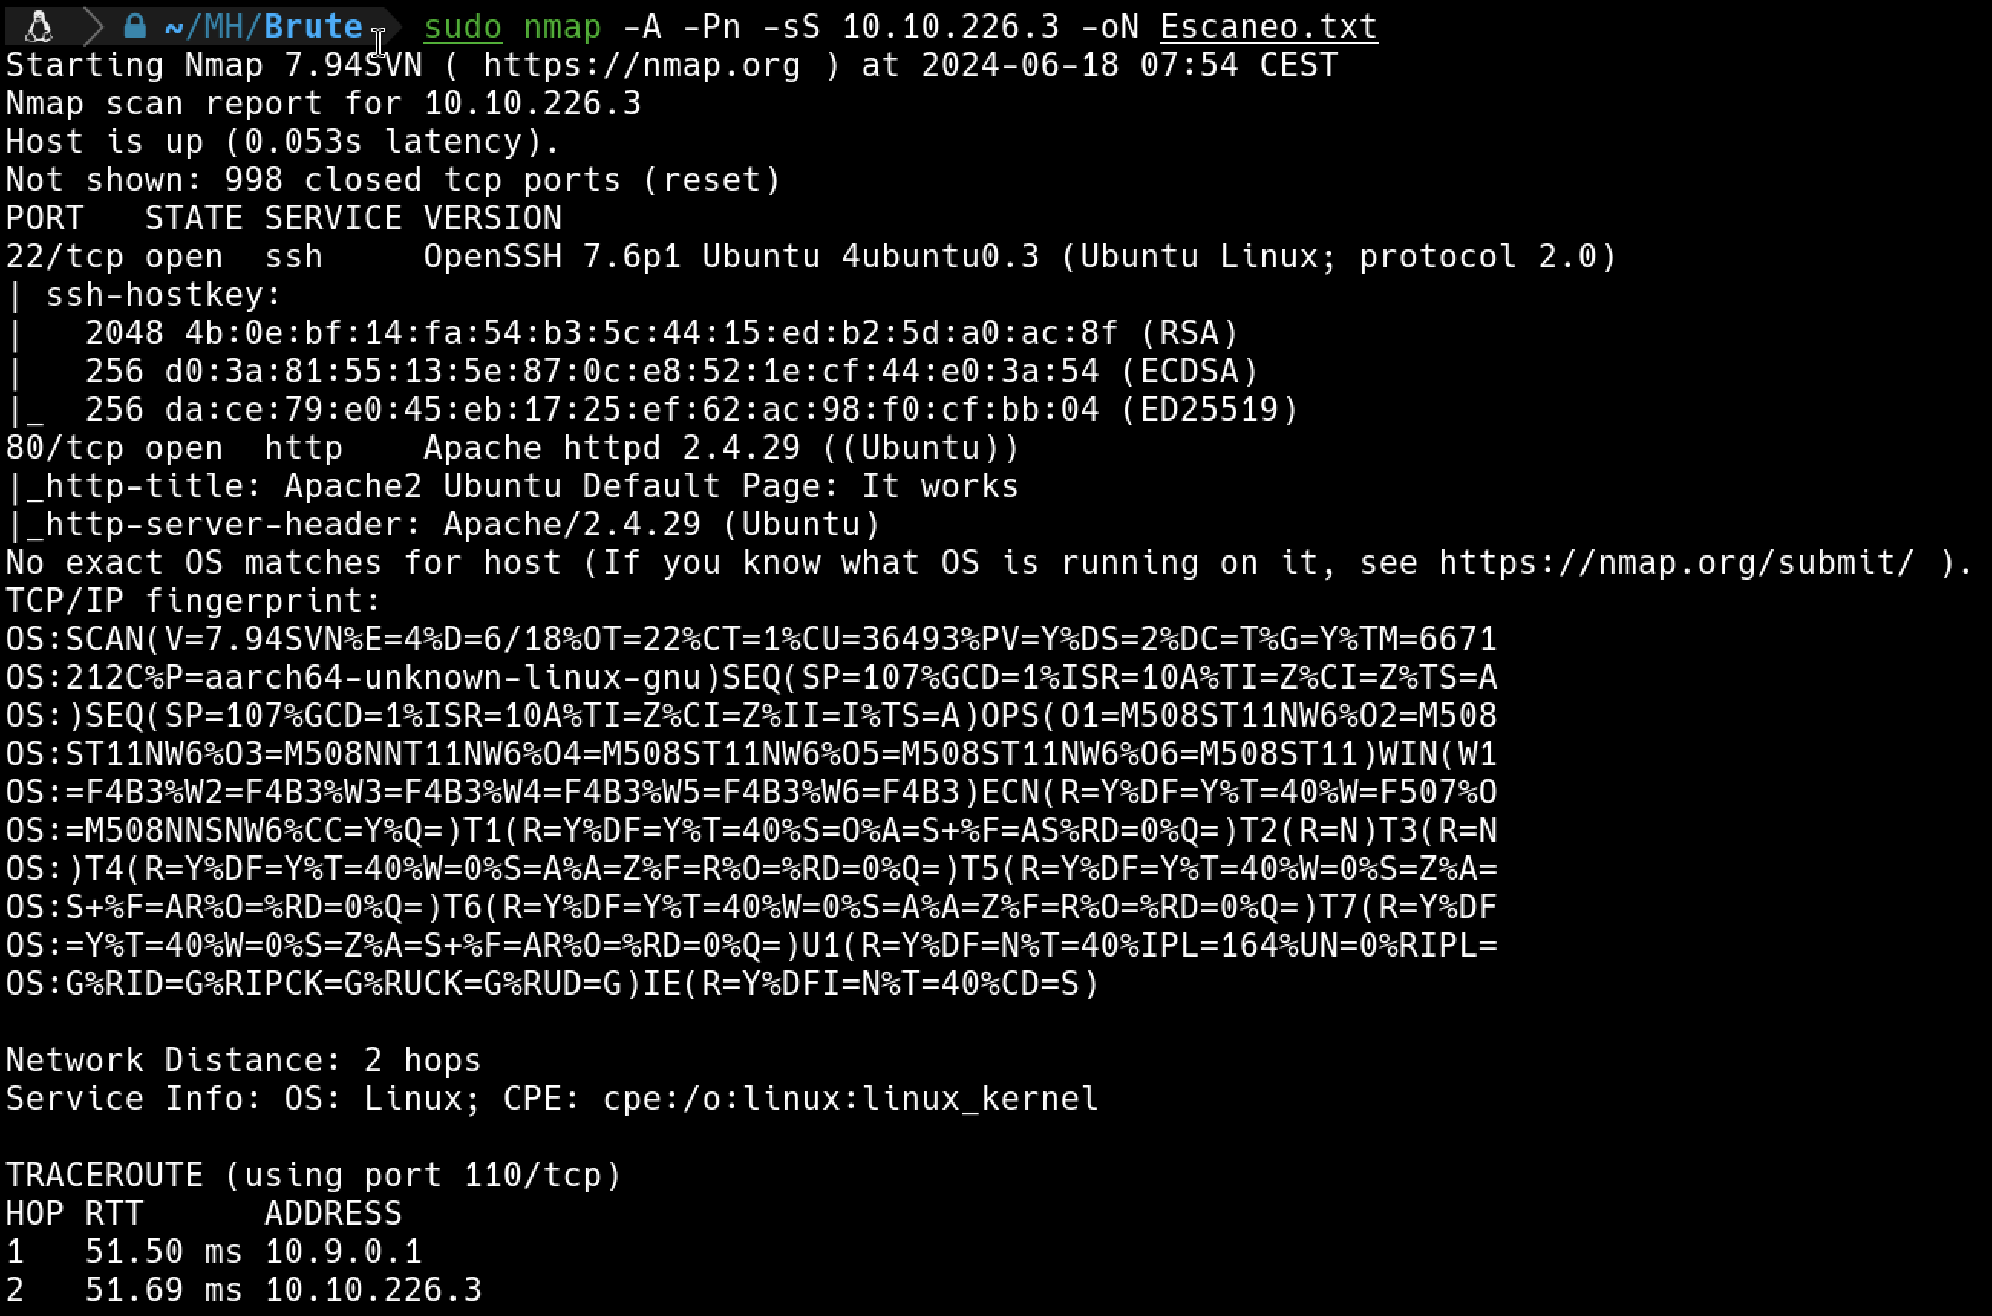 ~/MH/Brute sudo nmap -A -Pn -sS 10.10.226.3 -oN Escaneo.txt
Starting Nmap 7.94SVN ( https://nmap.org ) at 2024-06-18 07:54 CEST
Nmap scan report for 10.10.226.3
Host is up (0.053s latency).
Not shown: 998 closed tcp ports (reset)
PORT   STATE SERVICE VERSION
22/tcp open  ssh     OpenSSH 7.6p1 Ubuntu 4ubuntu0.3 (Ubuntu Linux; protocol 2.0)
| ssh-hostkey:
|   2048 4b:0e:bf:14:fa:54:b3:5c:44:15:ed:b2:5d:a0:ac:8f (RSA)
|   256 d0:3a:81:55:13:5e:87:0c:e8:52:1e:cf:44:e0:3a:54 (ECDSA)
|_  256 da:ce:79:e0:45:eb:17:25:ef:62:ac:98:f0:cf:bb:04 (ED25519)
80/tcp open  http    Apache httpd 2.4.29 ((Ubuntu))
|_http-title: Apache2 Ubuntu Default Page: It works
|_http-server-header: Apache/2.4.29 (Ubuntu)
No exact OS matches for host (If you know what OS is running on it, see https://nmap.org/submit/ ).
TCP/IP fingerprint:
OS:SCAN(V=7.94SVN%E=4%D=6/18%OT=22%CT=1%CU=36493%PV=Y%DS=2%DC=T%G=Y%TM=6671
OS:212C%P=aarch64-unknown-linux-gnu)SEQ(SP=107%GCD=1%ISR=10A%TI=Z%CI=Z%TS=A
OS:)SEQ(SP=107%GCD=1%ISR=10A%TI=Z%CI=Z%II=I%TS=A)OPS(O1=M508ST11NW6%O2=M508
OS:ST11NW6%O3=M508NNT11NW6%O4=M508ST11NW6%O5=M508ST11NW6%O6=M508ST11)WIN(W1
OS:=F4B3%W2=F4B3%W3=F4B3%W4=F4B3%W5=F4B3%W6=F4B3)ECN(R=Y%DF=Y%T=40%W=F507%O
OS:=M508NNSNW6%CC=Y%Q=)T1(R=Y%DF=Y%T=40%S=O%A=S+%F=AS%RD=0%Q=)T2(R=N)T3(R=N
OS:)T4(R=Y%DF=Y%T=40%W=0%S=A%A=Z%F=R%O=%RD=0%Q=)T5(R=Y%DF=Y%T=40%W=0%S=Z%A=
OS:S+%F=AR%O=%RD=0%Q=)T6(R=Y%DF=Y%T=40%W=0%S=A%A=Z%F=R%O=%RD=0%Q=)T7(R=Y%DF
OS:=Y%T=40%W=0%S=Z%A=S+%F=AR%O=%RD=0%Q=)U1(R=Y%DF=N%T=40%IPL=164%UN=0%RIPL=
OS:G%RID=G%RIPCK=G%RUCK=G%RUD=G)IE(R=Y%DFI=N%T=40%CD=S)
Network Distance: 2 hops
Service Info: OS: Linux; CPE: cpe:/o:linux:linux_kernel
TRACEROUTE (using port 110/tcp)
HOP RTT      ADDRESS
1   51.50 ms 10.9.0.1
2   51.69 ms 10.10.226.3